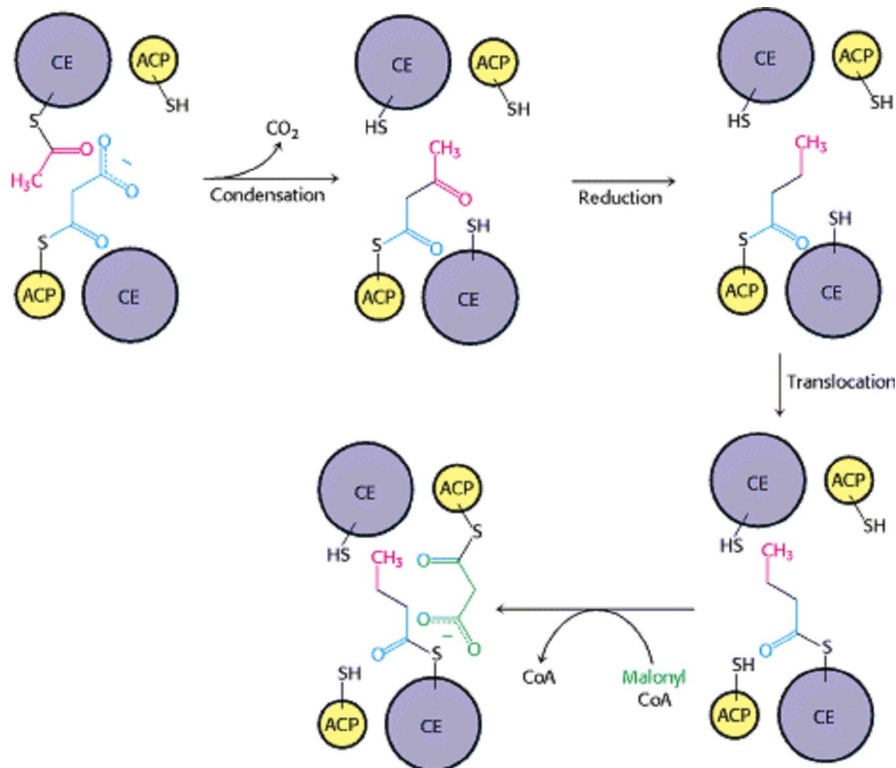 CE
ACP
SH
S
O
O
H₃C
O
S
O
ACP
CE
CO₂
Condensation
CE
ACP
HS
SH
CH₃
O
S
O
SH
ACP
CE
Reduction
CE
ACP
HS
SH
CH₃
S
O
SH
ACP
CE
Translocation
CE
ACP
HS
SH
CH₃
O
S
SH
ACP
CE
CoA
Malonyl
CoA
CE
ACP
HS
S
CH₃
O
O
O
O
S
SH
ACP
CE